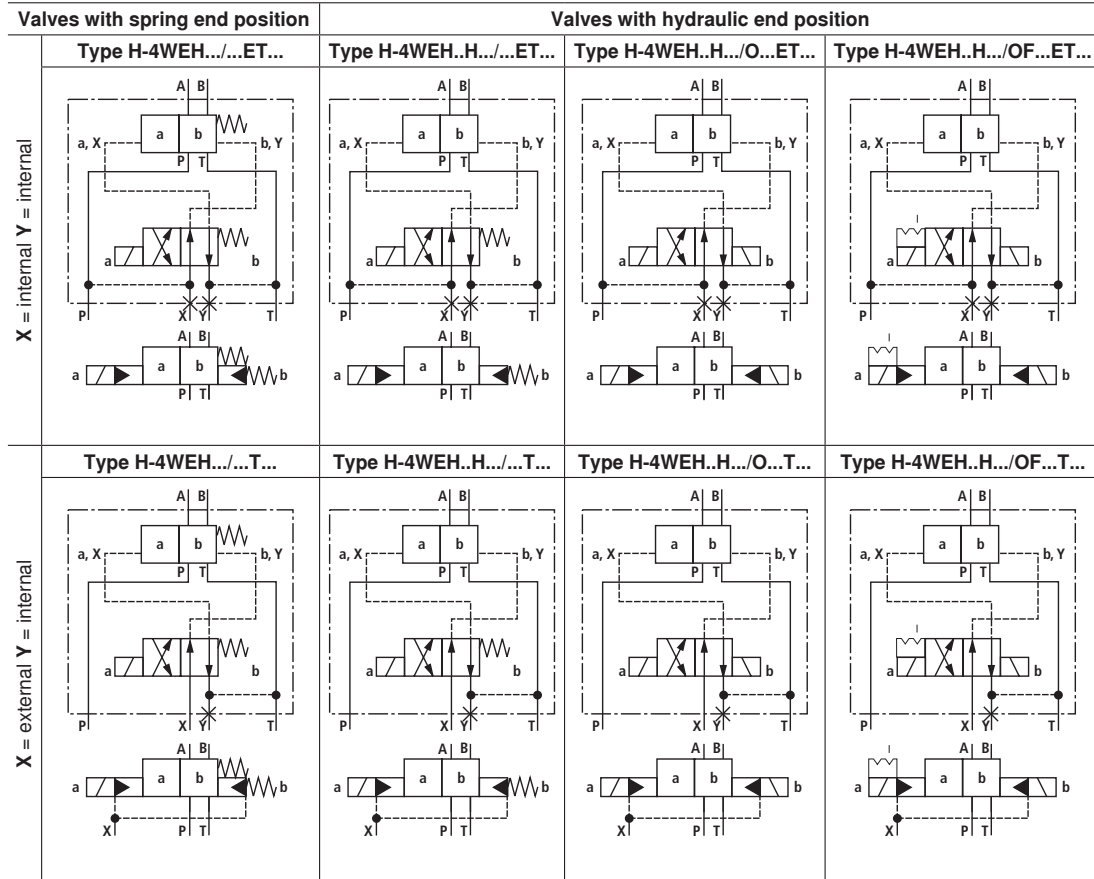 Valves with spring end position
Valves with hydraulic end position
Type H-4WEH.../...ET...
Type H-4WEH..H.../...ET...
Type H-4WEH..H.../O...ET...
Type H-4WEH..H.../OF...ET...
X = internal Y = internal
A B
a b
a, X b, Y
P T
a b
P X Y T
A B
a a b b
P T
A B
a b
a, X b, Y
P T
a b
P X Y T
A B
a a b b
P T
A B
a b
a, X b, Y
P T
a b
P X Y T
A B
a a b b
P T
A B
a b
a, X b, Y
P T
a b
P X Y T
A B
a a b b
P T
Type H-4WEH.../...T...
Type H-4WEH..H.../...T...
Type H-4WEH..H.../O...T...
Type H-4WEH..H.../OF...T...
X = external Y = internal
A B
a b
a, X b, Y
P T
a b
P X Y T
A B
a a b b
X P T
A B
a b
a, X b, Y
P T
a b
P X Y T
A B
a a b b
X P T
A B
a b
a, X b, Y
P T
a b
P X Y T
A B
a a b b
X P T
A B
a b
a, X b, Y
P T
a b
P X Y T
A B
a a b b
X P T